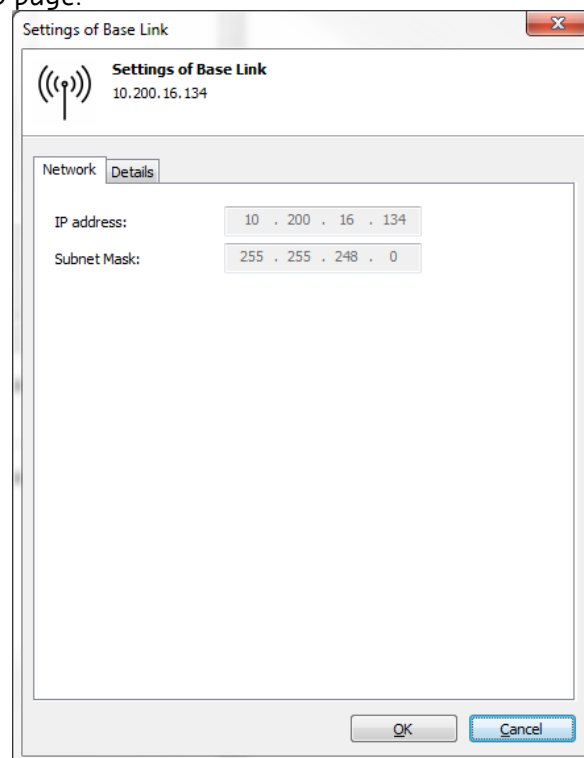 page.
Settings of Base Link
Settings of Base Link
10.200.16.134
Network Details
IP address: 10 . 200 . 16 . 134
Subnet Mask: 255 . 255 . 248 . 0
OK Cancel